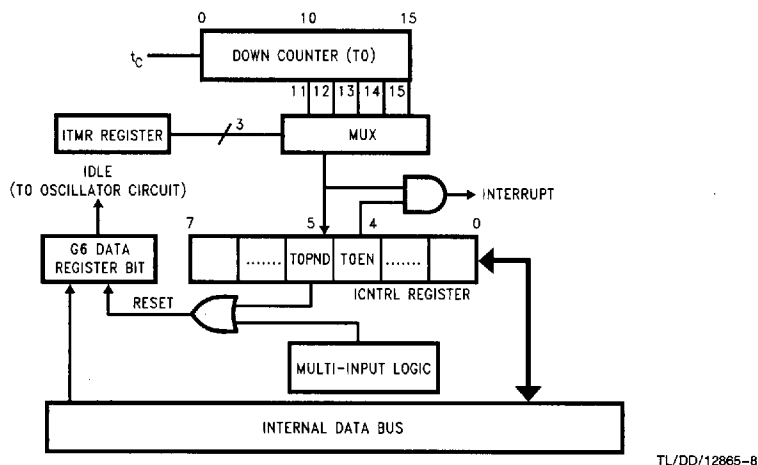 0 10 15
DOWN COUNTER (T0)
tC
11 12 13 14 15
ITMR REGISTER
3
MUX
IDLE
(TO OSCILLATOR CIRCUIT)
INTERRUPT
7 5 4 0
G6 DATA
REGISTER BIT
....... T0PND T0EN .......
RESET
ICNTRL REGISTER
MULTI-INPUT LOGIC
INTERNAL DATA BUS
TL/DD/12865-8